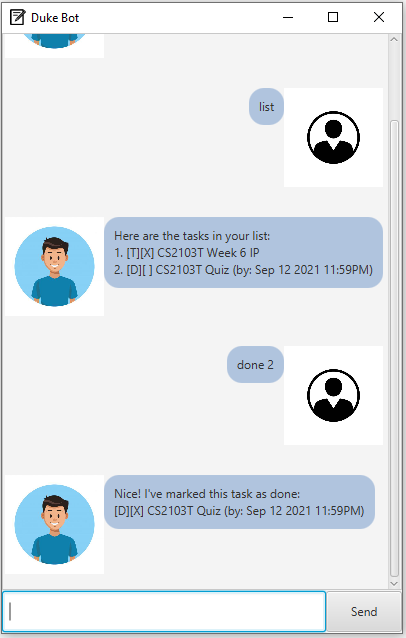 Duke Bot
list
Here are the tasks in your list:
1. [T][X] CS2103T Week 6 IP
2. [D][ ] CS2103T Quiz (by: Sep 12 2021 11:59PM)
done 2
Nice! I've marked this task as done:
[D][X] CS2103T Quiz (by: Sep 12 2021 11:59PM)
Send